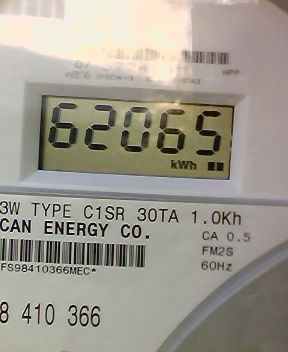 62065
kWh
3W TYPE C1SR 30TA 1.0Kh
CAN ENERGY CO.
CA 0.5
FM2S
60Hz
FS98410366MEC*
8 410 366